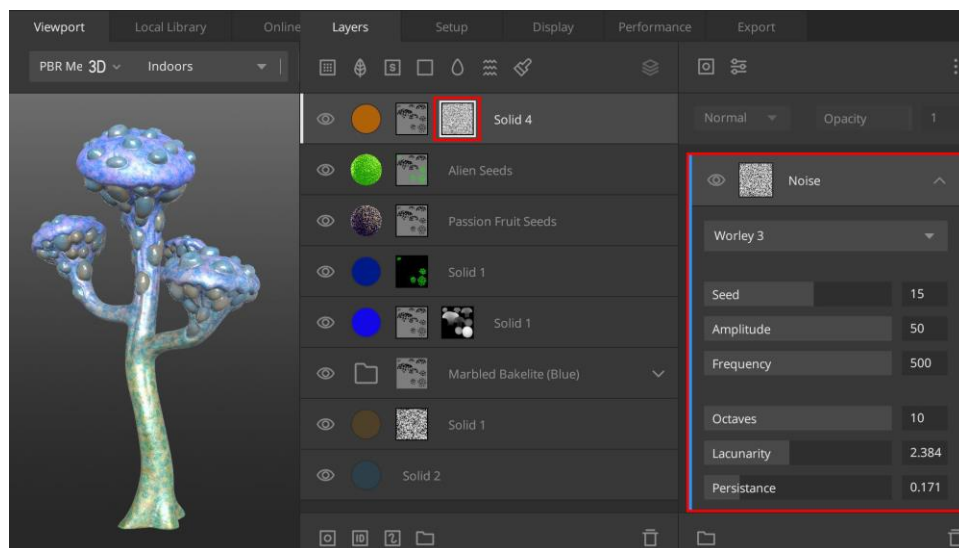 Viewport Local Library Online Layers Setup Display Performance Export
PBR Me 3D Indoors
S
Normal Opacity 1
Solid 4
Alien Seeds
Noise
Passion Fruit Seeds
Worley 3
Solid 1
Seed 15
Solid 1
Amplitude 50
Frequency 500
Marbled Bakelite (Blue)
Octaves 10
Solid 1
Lacunarity 2.384
Solid 2
Persistance 0.171
ID